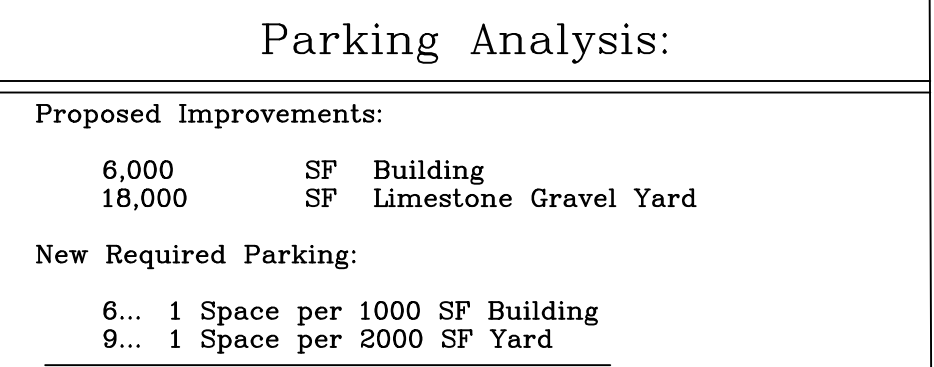 Parking Analysis:
Proposed Improvements:
6,000 SF Building
18,000 SF Limestone Gravel Yard
New Required Parking:
6... 1 Space per 1000 SF Building
9... 1 Space per 2000 SF Yard